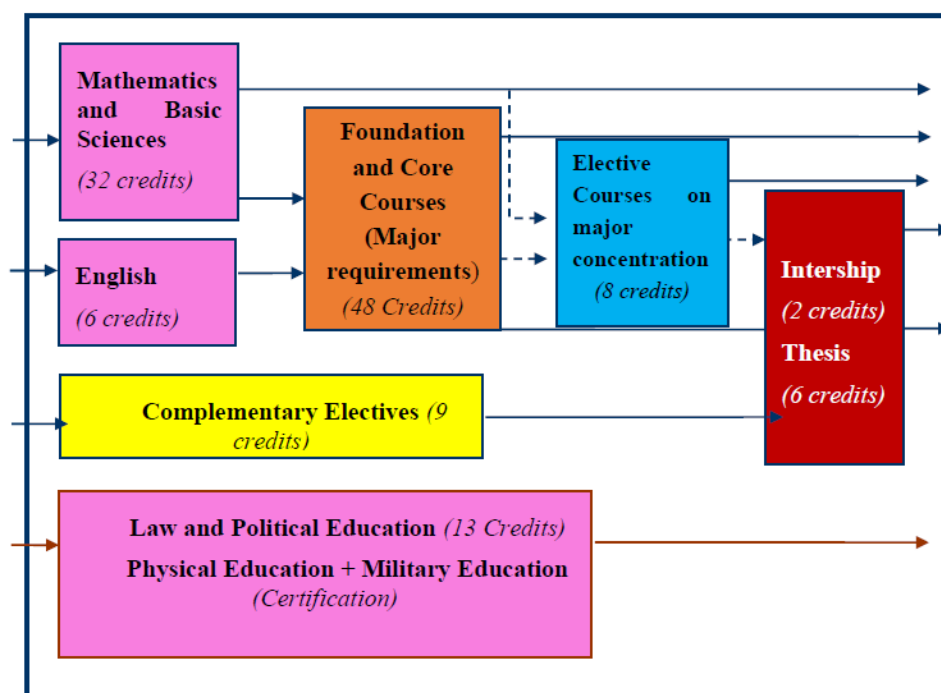 Mathematics
and Basic
Sciences
(32 credits)
English
(6 credits)
Foundation
and Core
Courses
(Major
requirements)
(48 Credits)
Elective
Courses on
major
concentration
(8 credits)
Intership
(2 credits)
Thesis
(6 credits)
Complementary Electives (9
credits)
Law and Political Education (13 Credits)
Physical Education + Military Education
(Certification)